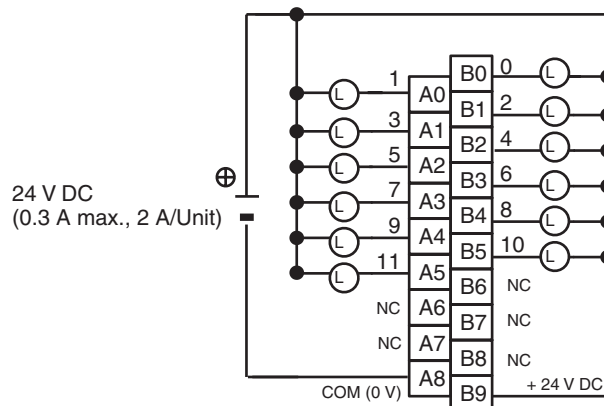 B0 0 L
1 L A0
B1 2 L
3 L A1
B2 4 L
5 L A2
B3 6 L
24 V DC
(0.3 A max., 2 A/Unit)
7 L A3
B4 8 L
9 L A4
B5 10 L
11 L A5
B6 NC
NC A6
B7 NC
NC A7
B8 NC
COM (0 V) A8
B9 + 24 V DC